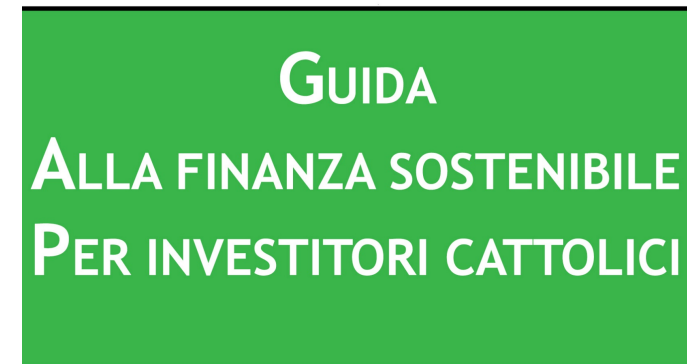 GUIDA
ALLA FINANZA SOSTENIBILE
PER INVESTITORI CATTOLICI